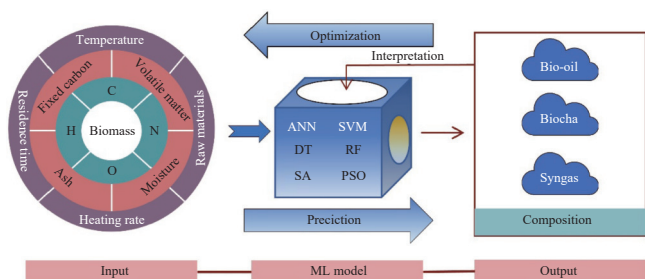 Temperature
Fixed carbon
Volatile matter
Residence time
Raw materials
C
H
Biomass
N
O
Ash
Moisture
Heating rate
Optimization
Interpretation
ANN
SVM
DT
RF
SA
PSO
Preciction
Bio-oil
Biocha
Syngas
Composition
Input
ML model
Output